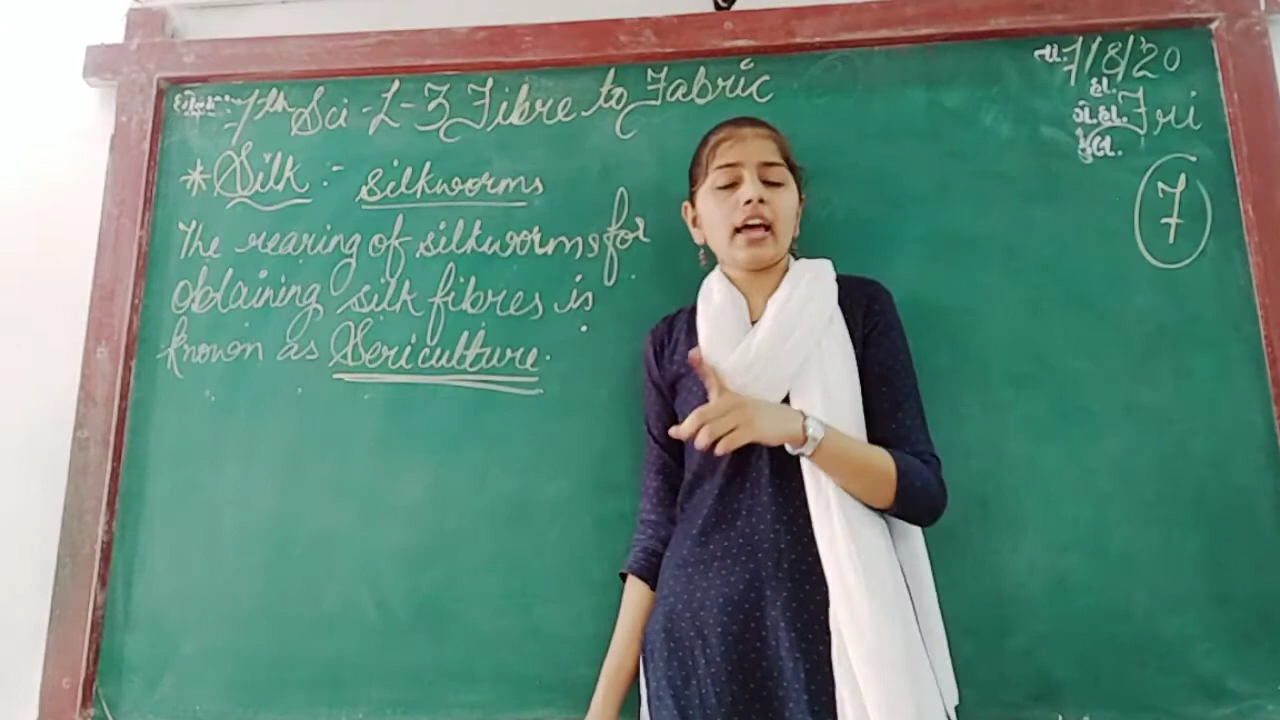 7th Sci - L-3 Fibre to Fabric
* Silk :- silkworms
The rearing of silkworms for
obtaining silk fibres is
known as Sericulture.
તા. 7/8/20
હા.
ગે.હા. Fri
કુલ.
7